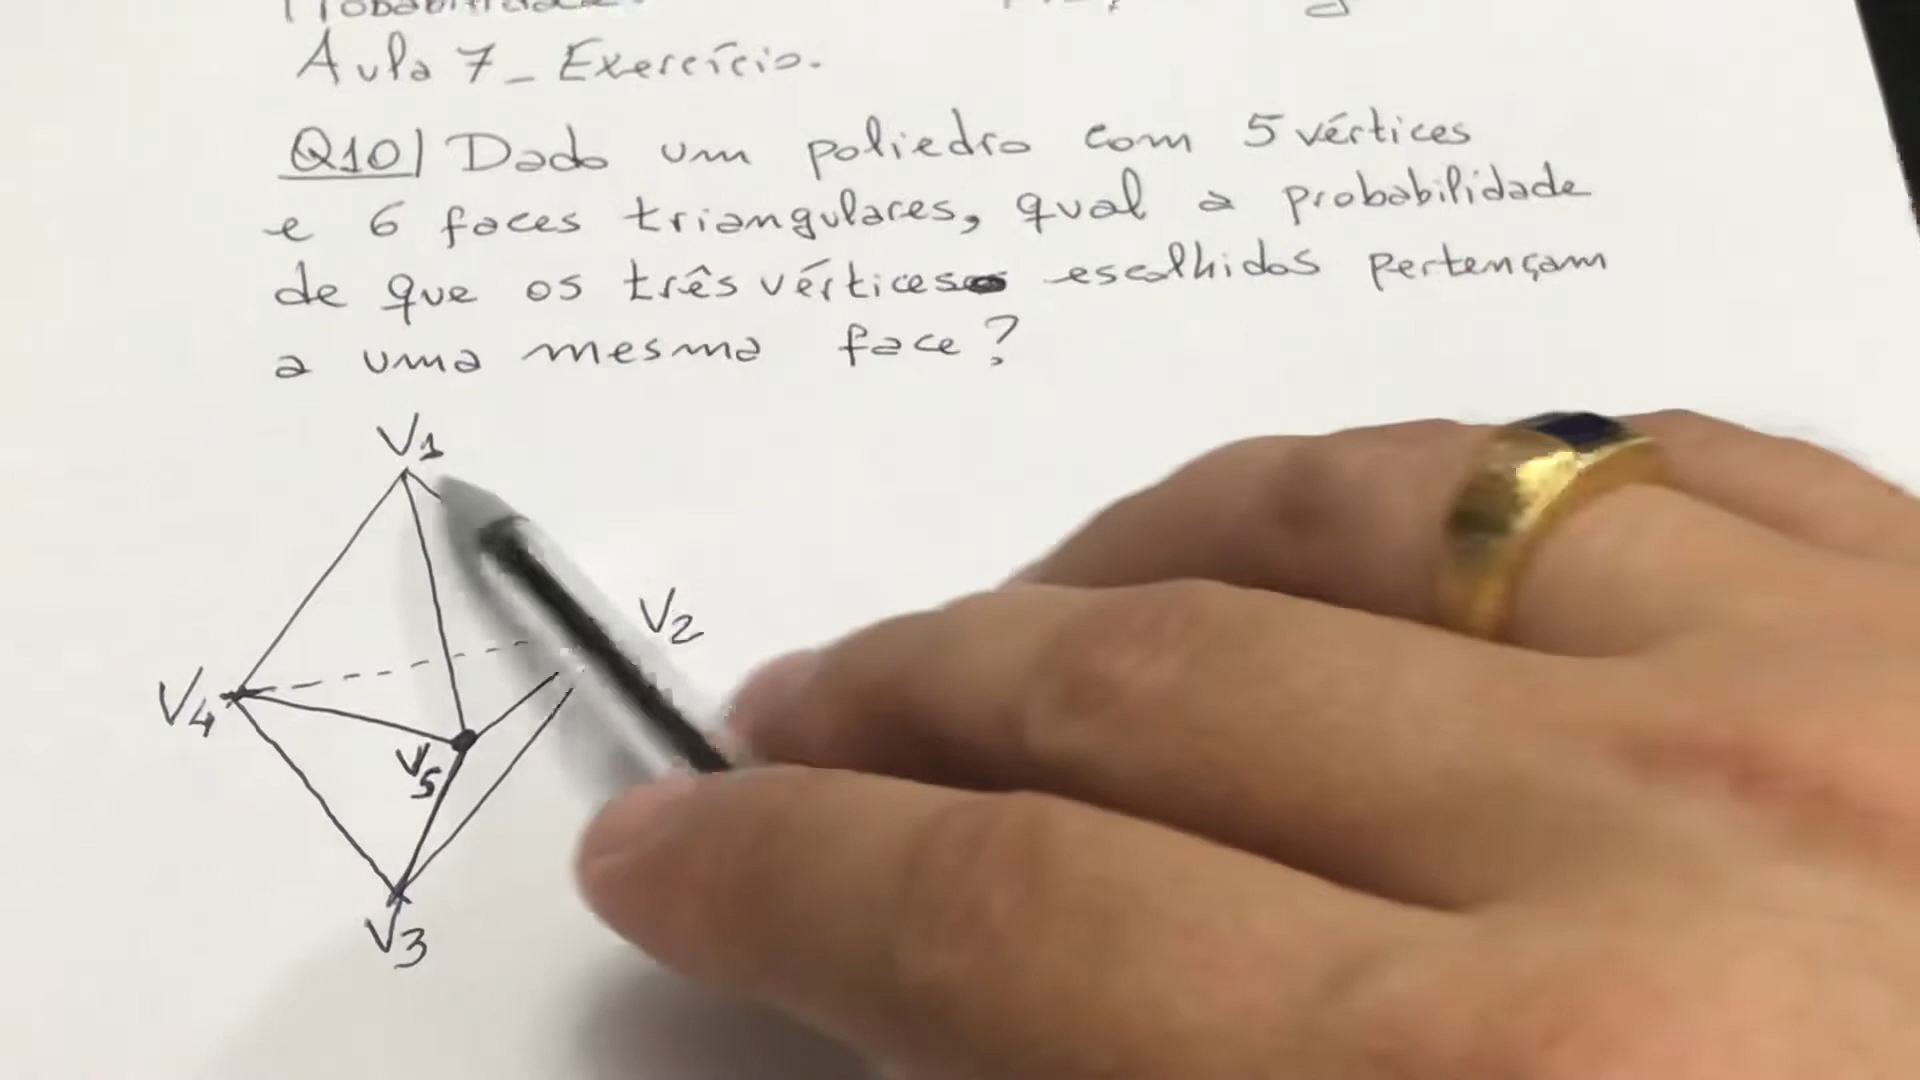 Probabilidade
Aula 7_ Exercício.
Q10| Dado um poliedro com 5 vértices
e 6 faces triangulares, qual a probabilidade
de que os três vértices escolhidos pertençam
a uma mesma face?
V1
V2
V4
V5
V3